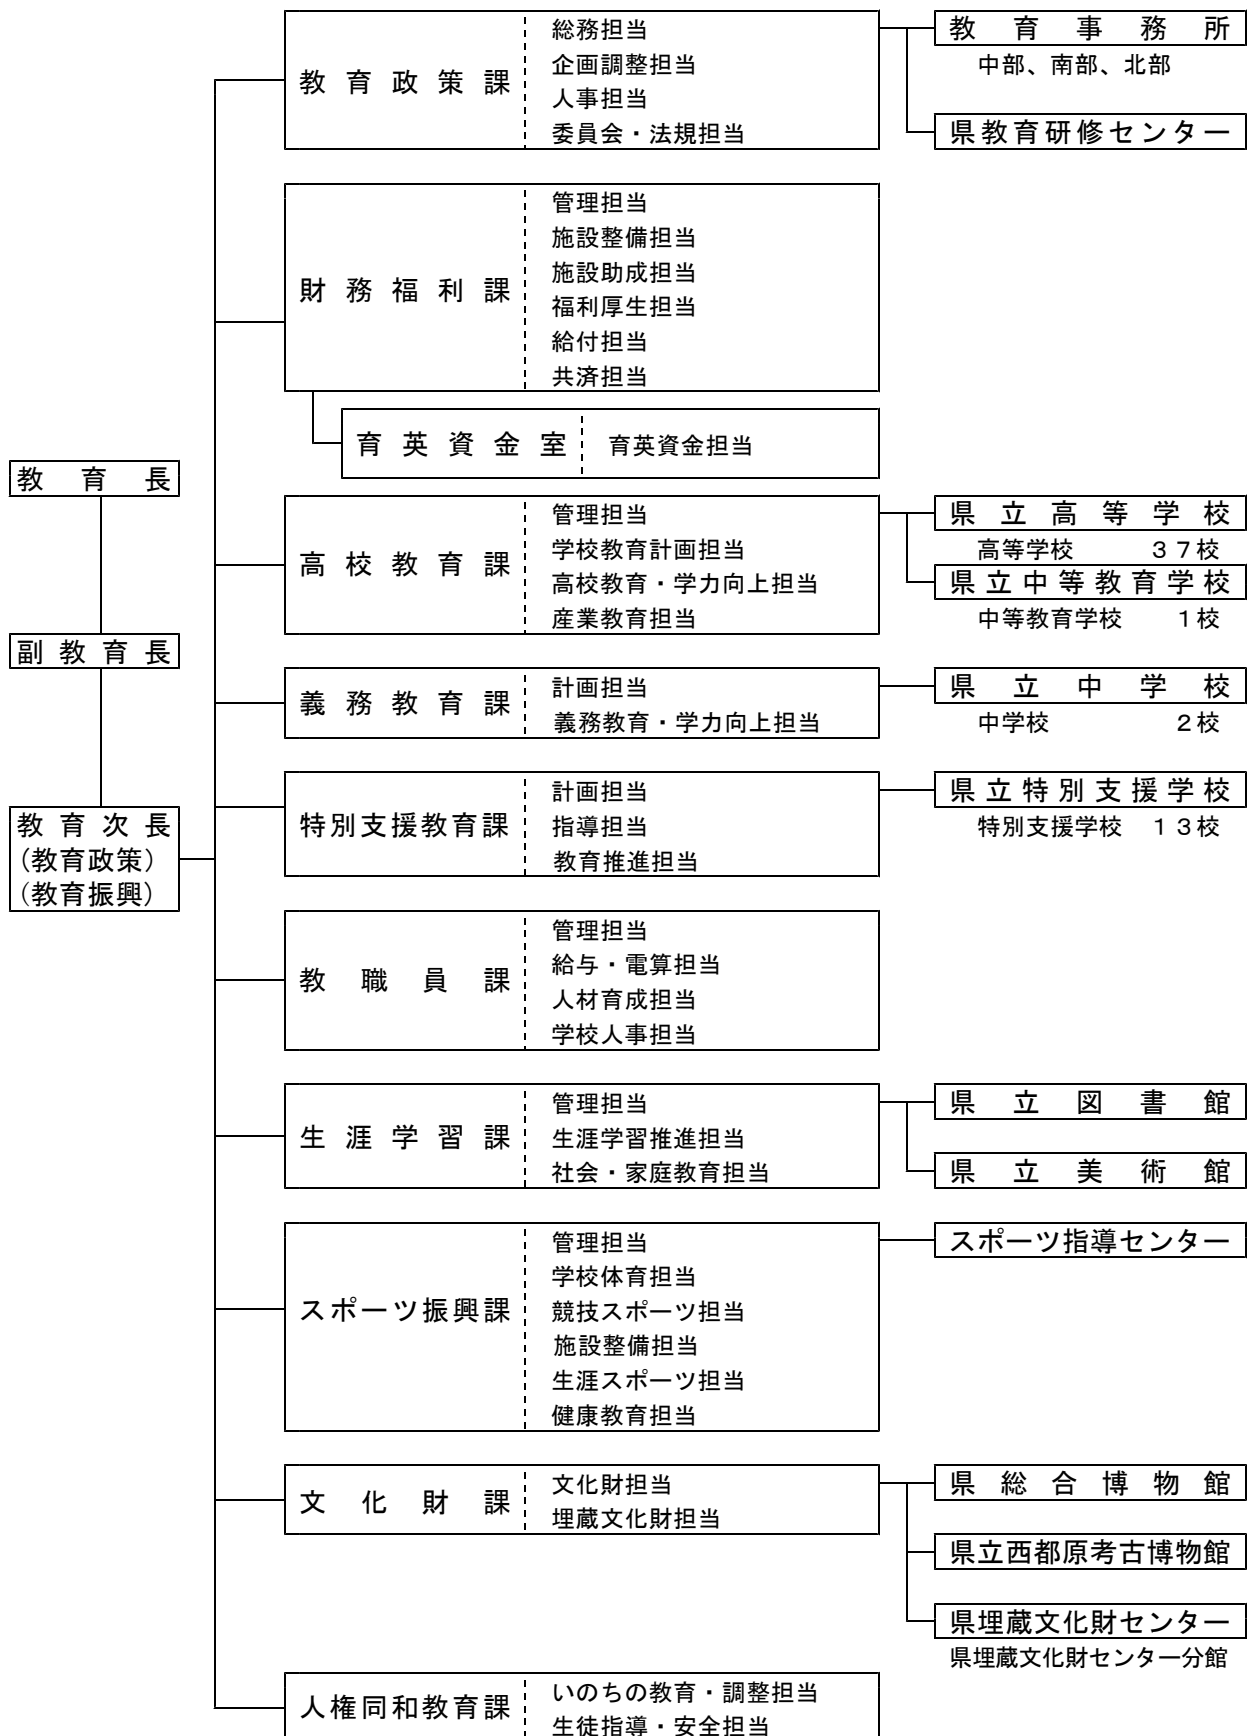 教育長
副教育長
教育次長
（教育政策）
（教育振興）
教育政策課
総務担当
企画調整担当
人事担当
委員会・法規担当
教育事務所
中部、南部、北部
県教育研修センター
財務福利課
管理担当
施設整備担当
施設助成担当
福利厚生担当
給付担当
共済担当
育英資金室
育英資金担当
高校教育課
管理担当
学校教育計画担当
高校教育・学力向上担当
産業教育担当
県立高等学校
高等学校 ３７校
県立中等教育学校
中等教育学校 １校
義務教育課
計画担当
義務教育・学力向上担当
県立中学校
中学校 ２校
特別支援教育課
計画担当
指導担当
教育推進担当
県立特別支援学校
特別支援学校 １３校
教職員課
管理担当
給与・電算担当
人材育成担当
学校人事担当
生涯学習課
管理担当
生涯学習推進担当
社会・家庭教育担当
県立図書館
県立美術館
スポーツ振興課
管理担当
学校体育担当
競技スポーツ担当
施設整備担当
生涯スポーツ担当
健康教育担当
スポーツ指導センター
文化財課
文化財担当
埋蔵文化財担当
県総合博物館
県立西都原考古博物館
県埋蔵文化財センター
県埋蔵文化財センター分館
人権同和教育課
いのちの教育・調整担当
生徒指導・安全担当